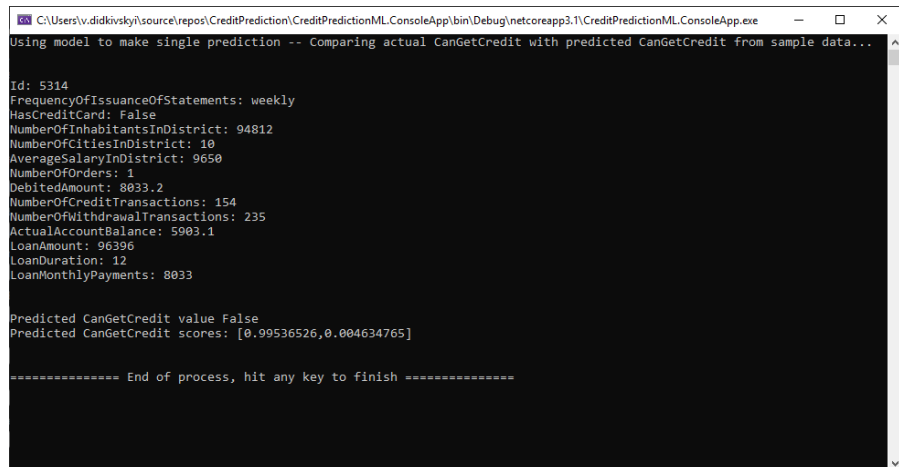 C:\Users\v.didkivskyi\source\repos\CreditPrediction\CreditPredictionML.ConsoleApp\bin\Debug\netcoreapp3.1\CreditPredictionML.ConsoleApp.exe
Using model to make single prediction -- Comparing actual CanGetCredit with predicted CanGetCredit from sample data...
Id: 5314
FrequencyOfIssuanceOfStatements: weekly
HasCreditCard: False
NumberOfInhabitantsInDistrict: 94812
NumberOfCitiesInDistrict: 10
AverageSalaryInDistrict: 9650
NumberOfOrders: 1
DebitedAmount: 8033.2
NumberOfCreditTransactions: 154
NumberOfWithdrawalTransactions: 235
ActualAccountBalance: 5903.1
LoanAmount: 96396
LoanDuration: 12
LoanMonthlyPayments: 8033
Predicted CanGetCredit value False
Predicted CanGetCredit scores: [0.99536526,0.004634765]
=============== End of process, hit any key to finish ===============